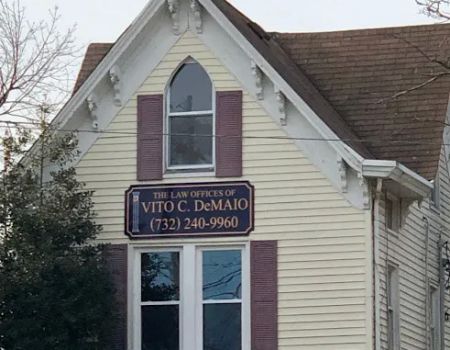 THE LAW OFFICES OF
VITO C. DeMAIO
(732) 240-9960